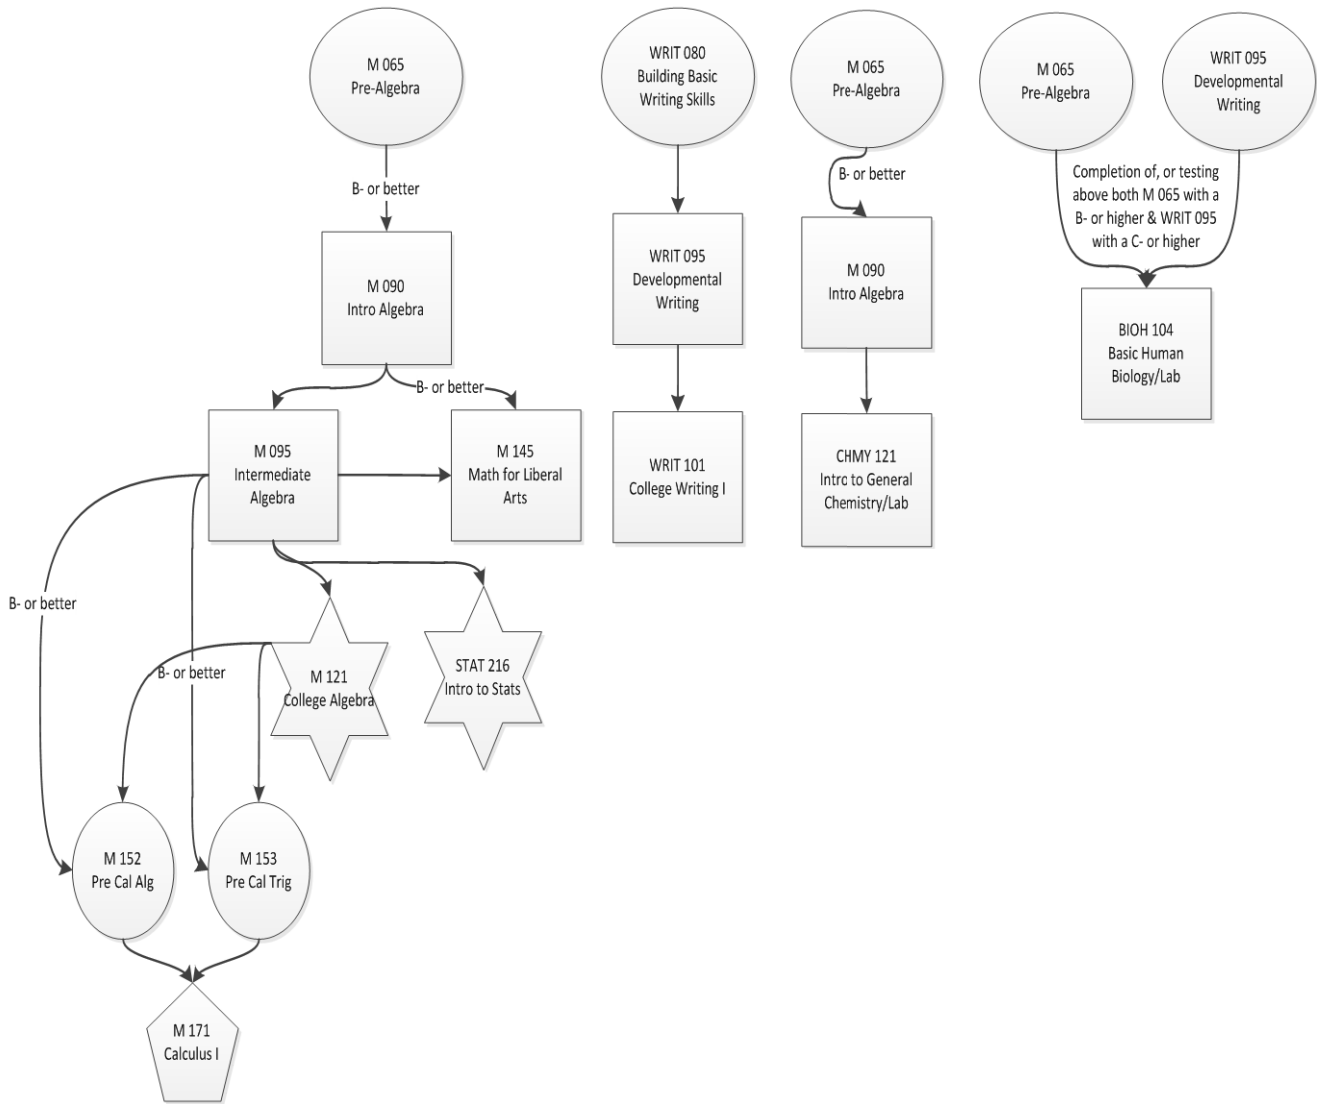 M 065
Pre-Algebra
B- or better
M 090
Intro Algebra
B- or better
M 095
Intermediate
Algebra
M 145
Math for Liberal
Arts
B- or better
B- or better
M 121
College Algebra
STAT 216
Intro to Stats
M 152
Pre Cal Alg
M 153
Pre Cal Trig
M 171
Calculus I
WRIT 080
Building Basic
Writing Skills
WRIT 095
Developmental
Writing
WRIT 101
College Writing I
M 065
Pre-Algebra
B- or better
M 090
Intro Algebra
CHMY 121
Intro to General
Chemistry/Lab
M 065
Pre-Algebra
WRIT 095
Developmental
Writing
Completion of, or testing
above both M 065 with a
B- or higher & WRIT 095
with a C- or higher
BIOH 104
Basic Human
Biology/Lab